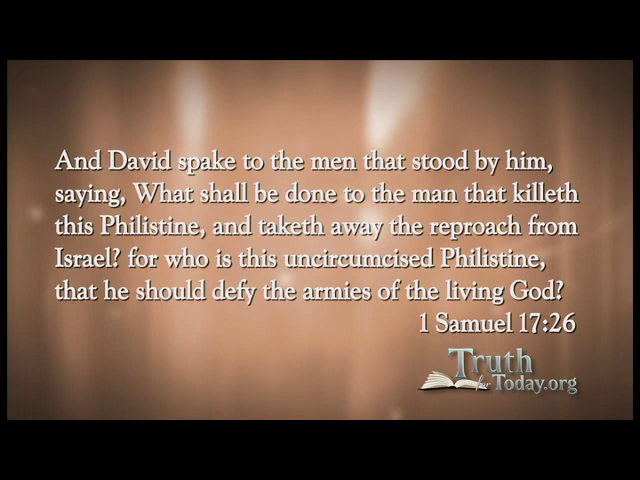 And David spake to the men that stood by him,
saying, What shall be done to the man that killeth
this Philistine, and taketh away the reproach from
Israel? for who is this uncircumcised Philistine,
that he should defy the armies of the living God?
1 Samuel 17:26
Truth
for Today.org